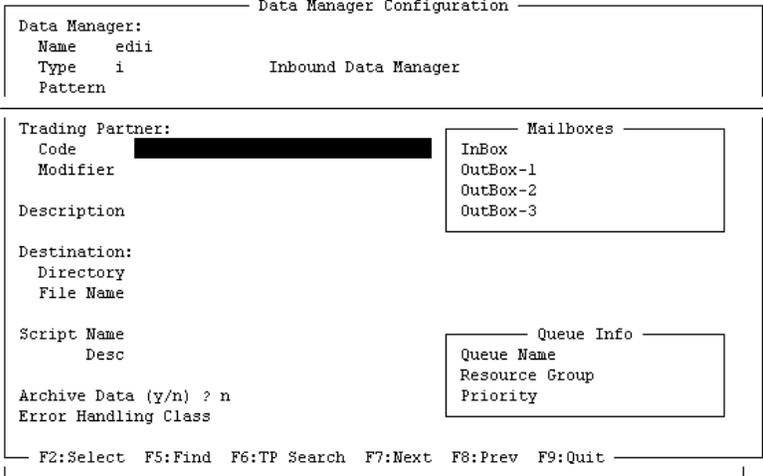 Data Manager Configuration
Data Manager:
Name edii
Type i Inbound Data Manager
Pattern
Trading Partner:
Code
Modifier
Description
Destination:
Directory
File Name
Script Name
Desc
Archive Data (y/n) ? n
Error Handling Class
Mailboxes
InBox
OutBox-1
OutBox-2
OutBox-3
Queue Info
Queue Name
Resource Group
Priority
F2:Select F5:Find F6:TP Search F7:Next F8:Prev F9:Quit